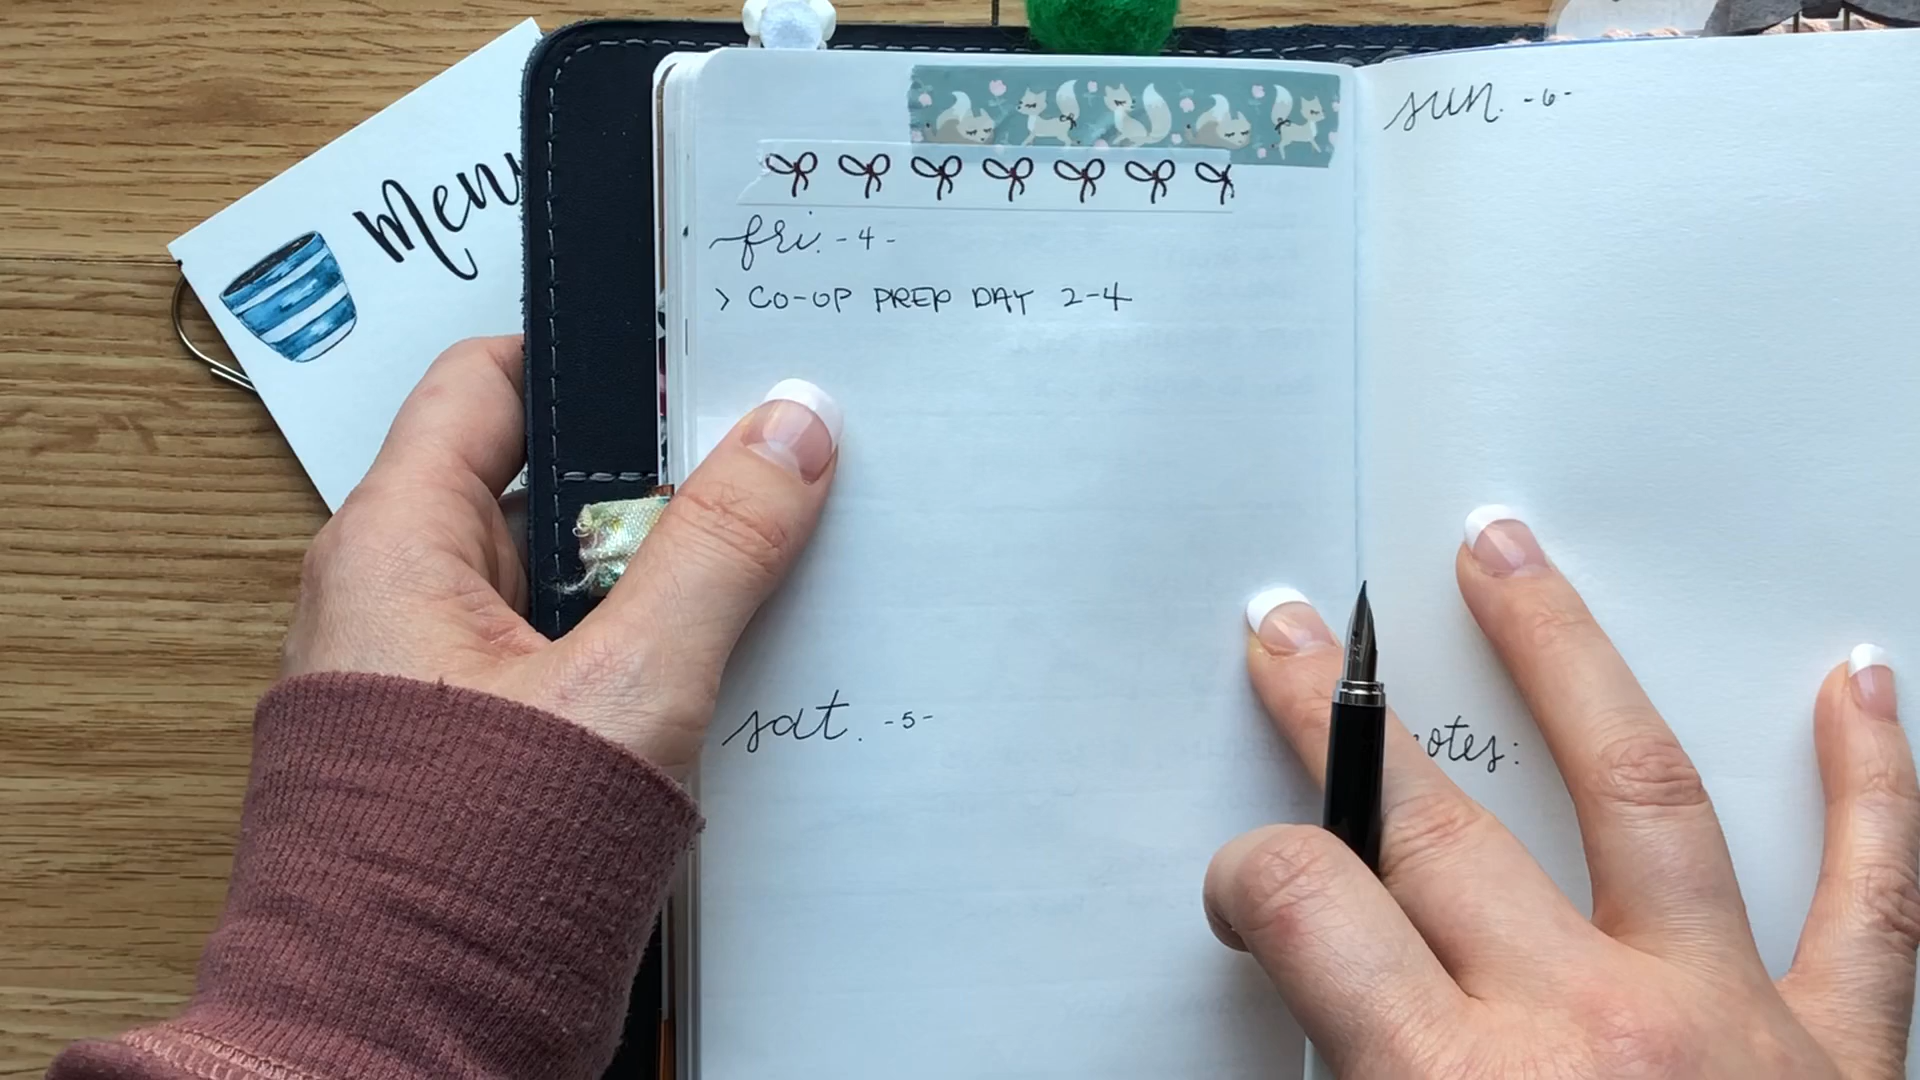 Men
fri. -4-
> CO-OP PREP DAY 2-4
sat. -5-
sun. -6-
otes: